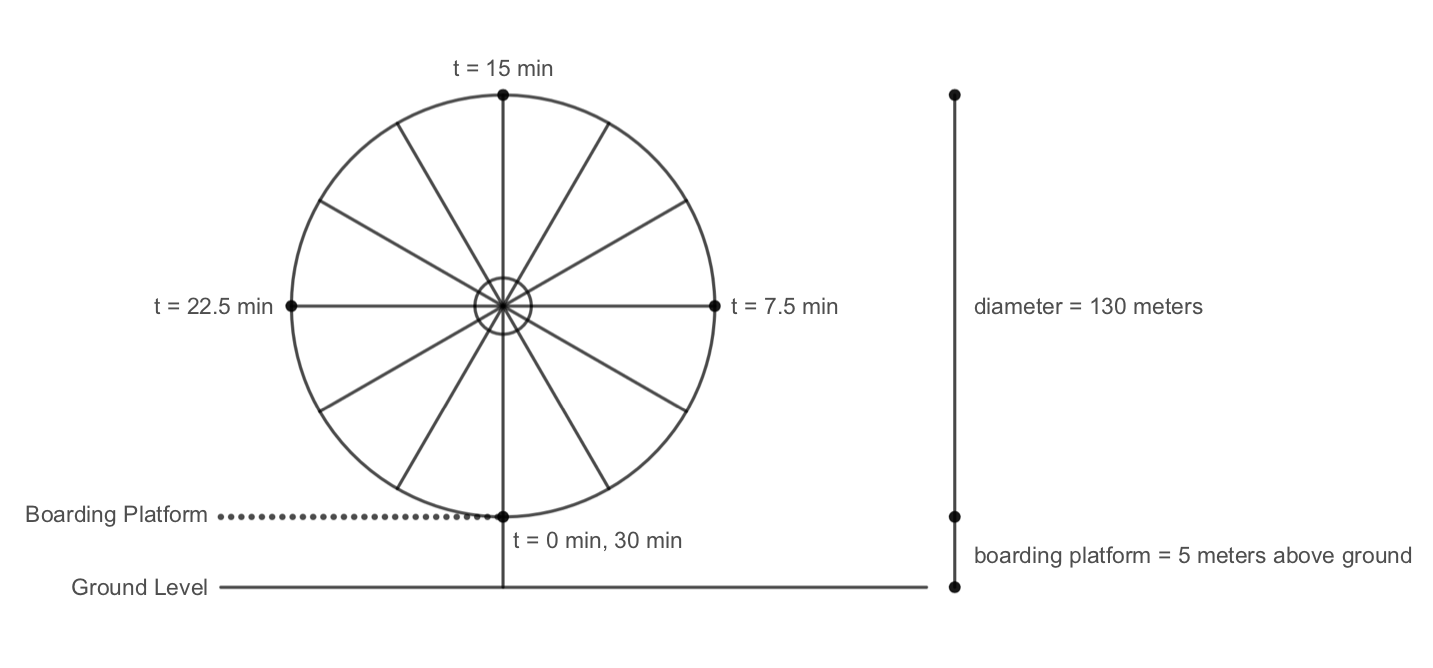 t = 15 min
t = 22.5 min
t = 7.5 min
diameter = 130 meters
Boarding Platform
t = 0 min, 30 min
boarding platform = 5 meters above ground
Ground Level